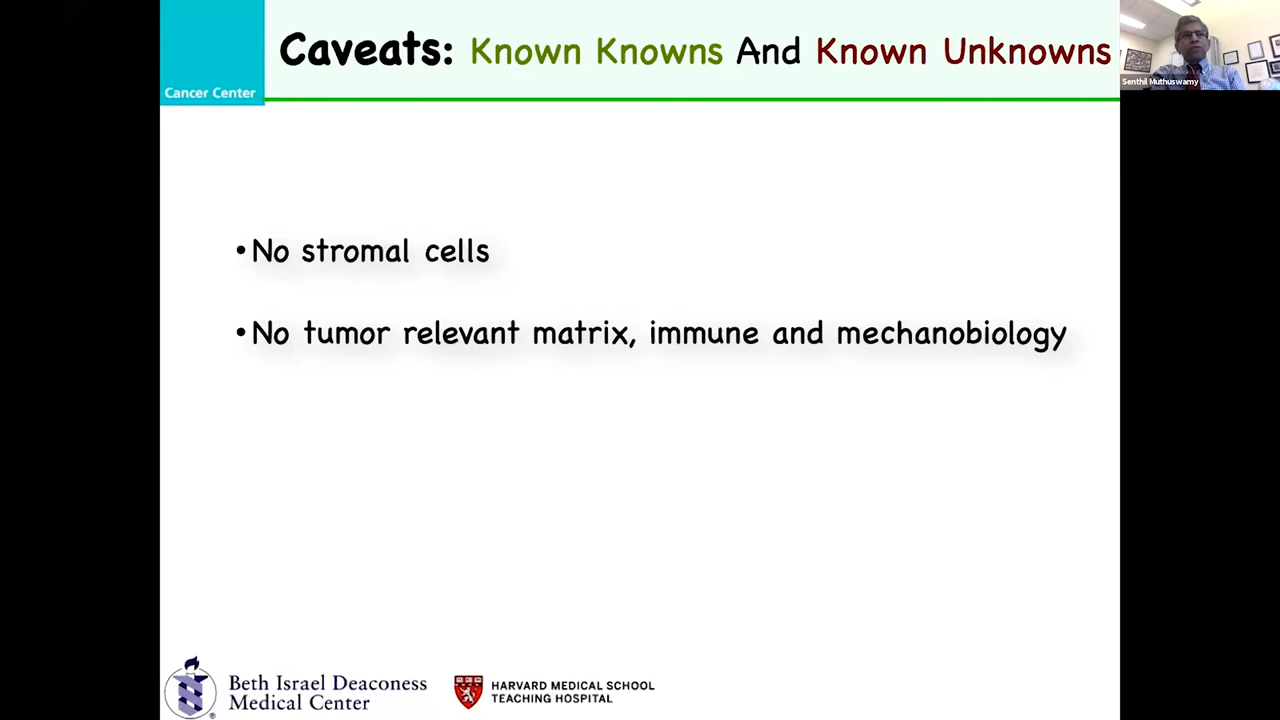 Caveats: Known Knowns And Known Unknowns
Cancer Center
Senthil Muthuswamy
•No stromal cells
•No tumor relevant matrix, immune and mechanobiology
Beth Israel Deaconess
Medical Center
HARVARD MEDICAL SCHOOL
TEACHING HOSPITAL